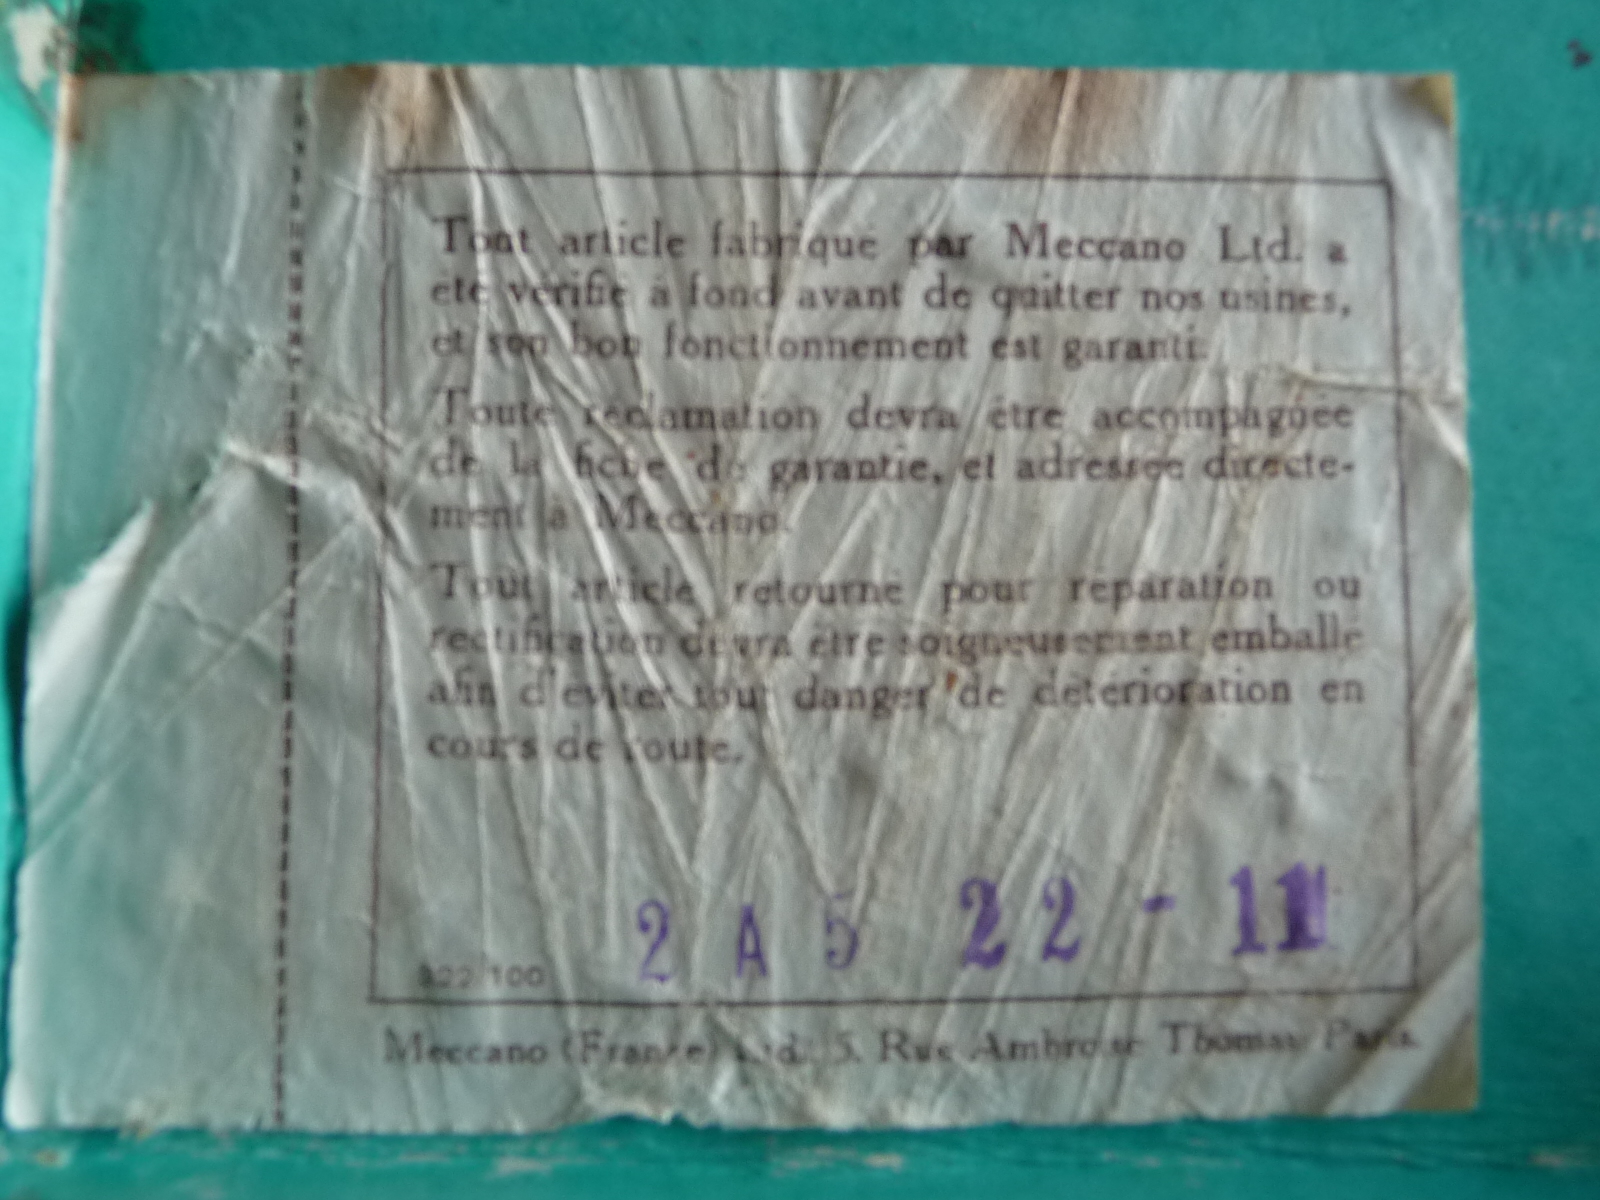 Tout article fabriqué par Meccano Ltd. a
été vérifié à fond avant de quitter nos usines,
et son bon fonctionnement est garanti.
Toute réclamation devra être accompagnée
de la fiche de garantie, et adressée directe-
ment à Meccano.
Tout article retourné pour réparation ou
rectification devra être soigneusement emballé
afin d'éviter tout danger de détérioration en
cours de route.
2 A 5 22 - 11
Meccano (France) Ltd. 5, Rue Ambroise Thomas Paris.